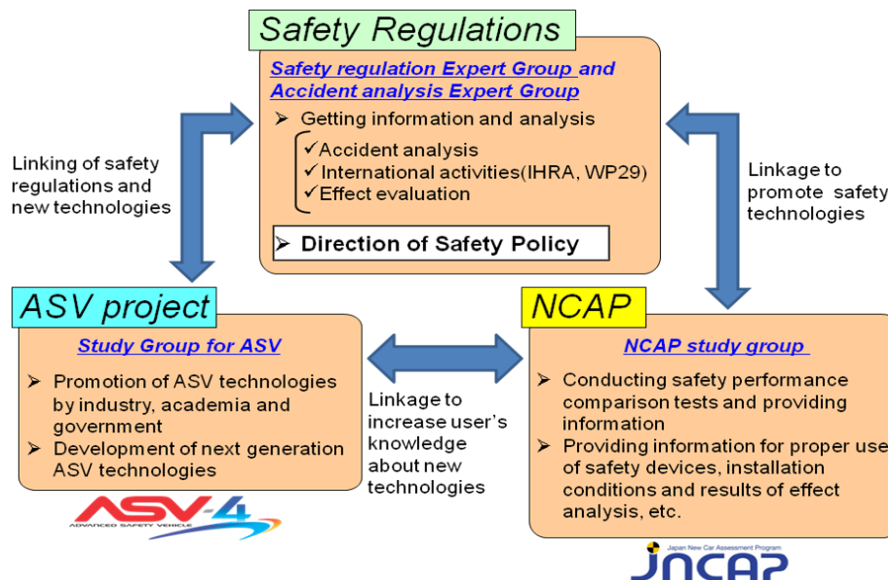 Safety Regulations
Safety regulation Expert Group and
Accident analysis Expert Group
➢ Getting information and analysis
✓Accident analysis
✓International activities(IHRA, WP29)
✓Effect evaluation
➢ Direction of Safety Policy
Linking of safety
regulations and
new technologies
Linkage to
promote safety
technologies
ASV project
Study Group for ASV
➢ Promotion of ASV technologies
by industry, academia and
government
➢ Development of next generation
ASV technologies
ASV-4
ADVANCED SAFETY VEHICLE
Linkage to
increase user's
knowledge
about new
technologies
NCAP
NCAP study group
➢ Conducting safety performance
comparison tests and providing
information
➢ Providing information for proper use
of safety devices, installation
conditions and results of effect
analysis, etc.
Japan New Car Assessment Program
JNCAP